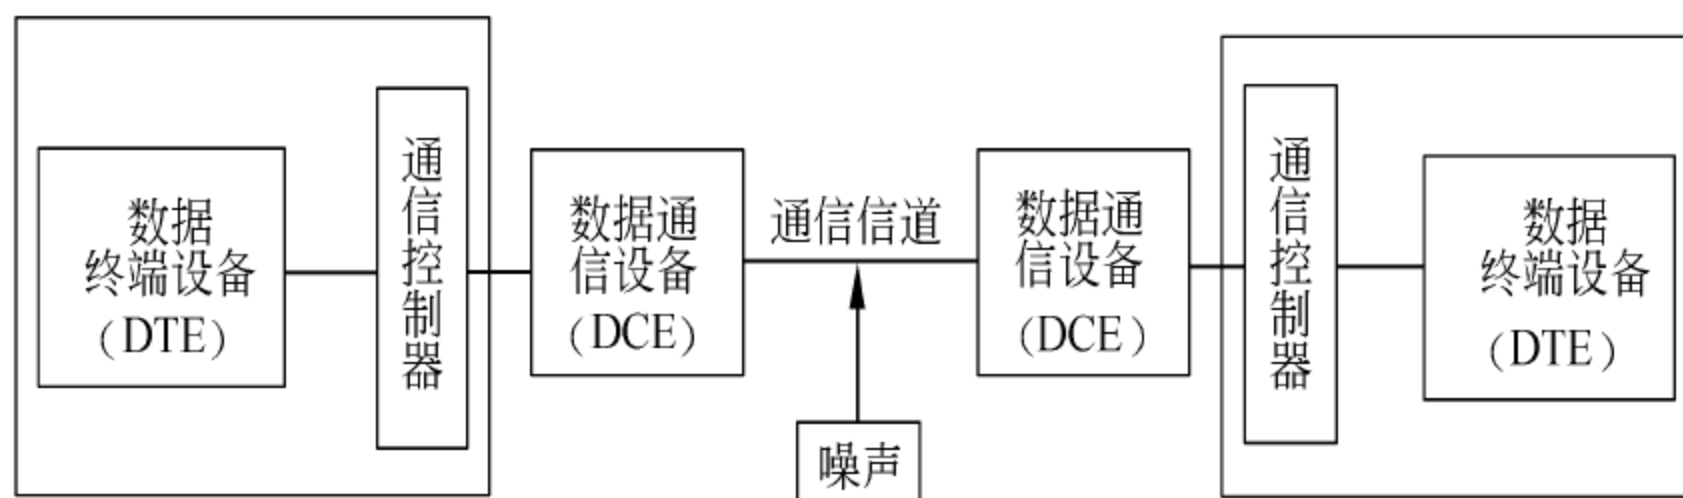 数据
终端设备
（DTE）
通信控制器
数据通
信设备
（DCE）
通信信道
噪声
数据通
信设备
（DCE）
通信控制器
数据
终端设备
（DTE）